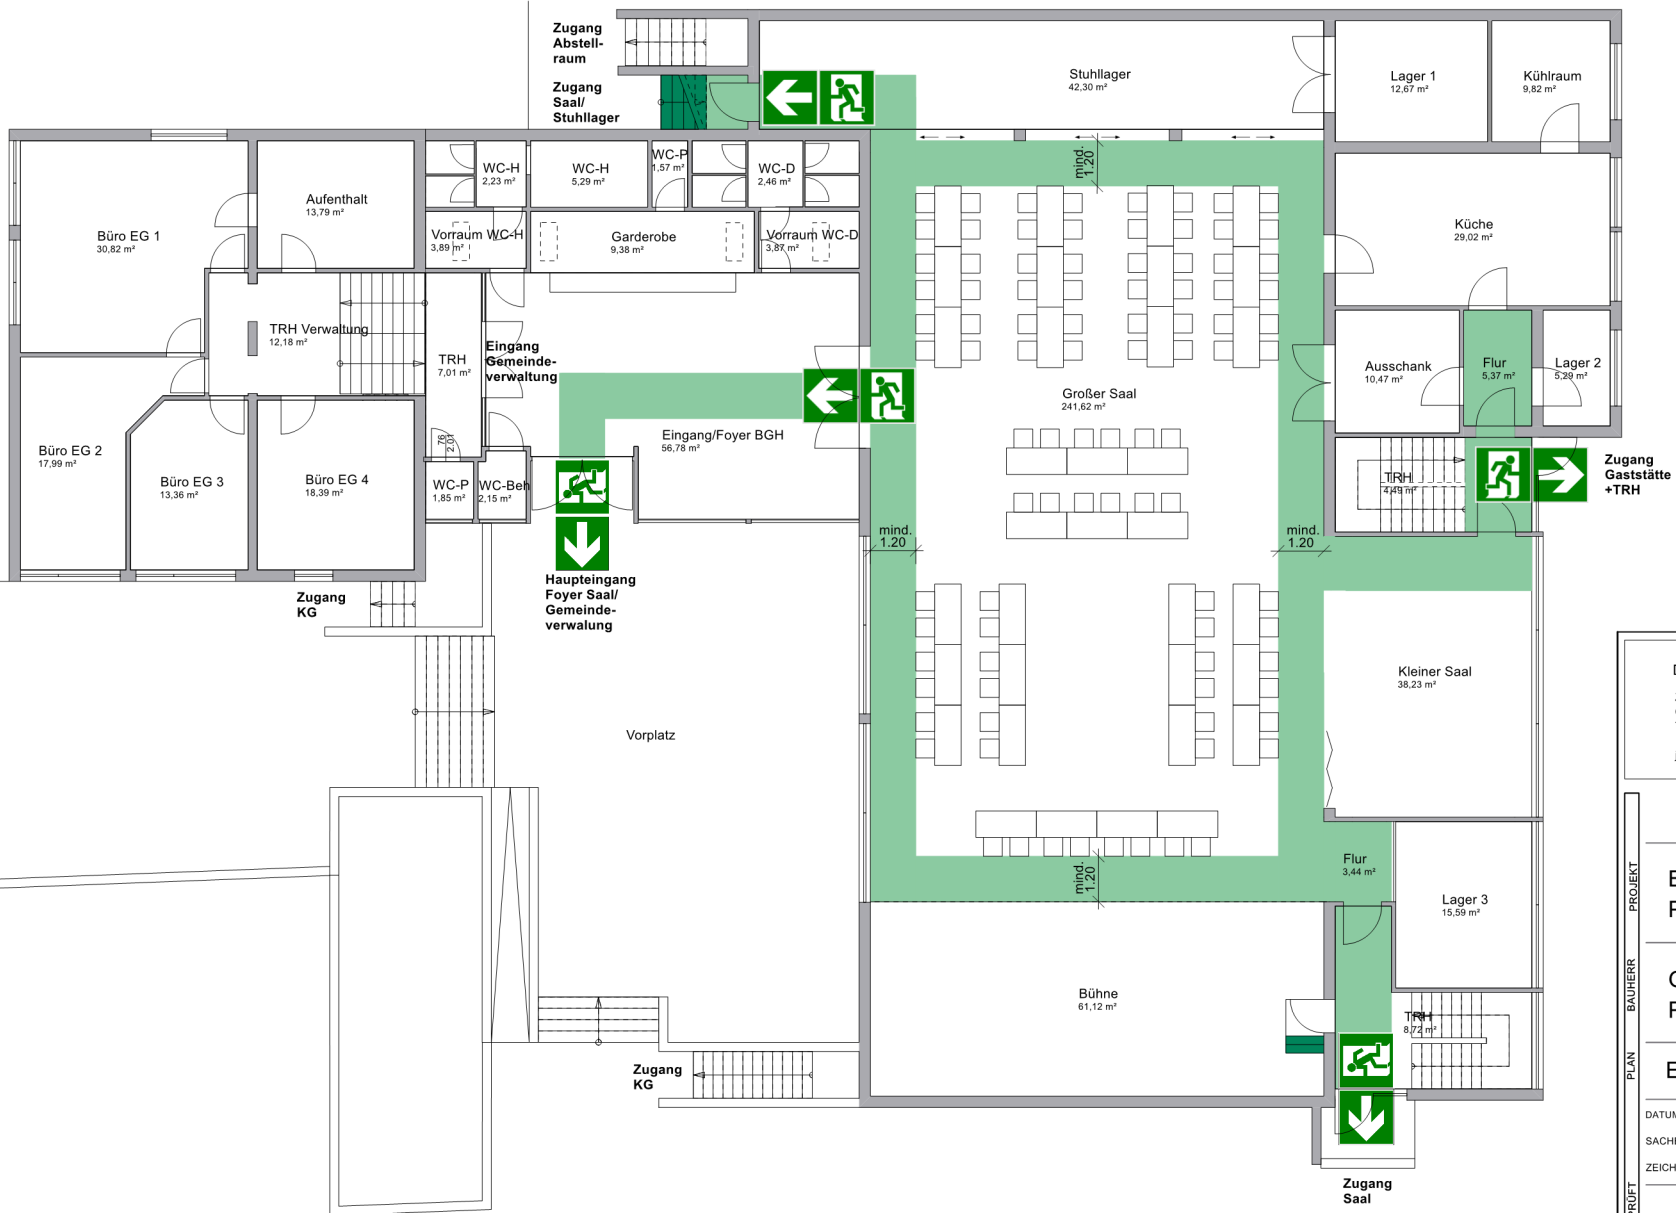 Zugang
Abstell-
raum
Zugang
Saal/
Stuhllager
Stuhllager
42,30 m²
Lager 1
12,67 m²
Kühlraum
9,82 m²
mind.
1.20
WC-H
2,23 m²
WC-H
5,29 m²
WC-P
1,57 m²
WC-D
2,46 m²
Aufenthalt
13,79 m²
Büro EG 1
30,82 m²
Vorraum WC-H
3,89 m²
Garderobe
9,38 m²
Vorraum WC-D
3,87 m²
Küche
29,02 m²
TRH Verwaltung
12,18 m²
TRH
7,01 m²
Eingang
Gemeinde-
verwaltung
Großer Saal
241,62 m²
Ausschank
10,47 m²
Flur
5,37 m²
Lager 2
5,29 m²
76
2.01
Eingang/Foyer BGH
56,78 m²
Büro EG 2
17,99 m²
Büro EG 3
13,36 m²
Büro EG 4
18,39 m²
WC-P
1,85 m²
WC-Beh
2,15 m²
TRH
4,49 m²
Zugang
Gaststätte
+TRH
mind.
1.20
mind.
1.20
Haupteingang
Foyer Saal/
Gemeinde-
verwalung
Zugang
KG
Vorplatz
Kleiner Saal
38,23 m²
mind.
1.20
Flur
3,44 m²
Lager 3
15,59 m²
Bühne
61,12 m²
TRH
8,72 m²
Zugang
KG
Zugang
Saal
PROJEKT
BAUHERR
PLAN
DATUM